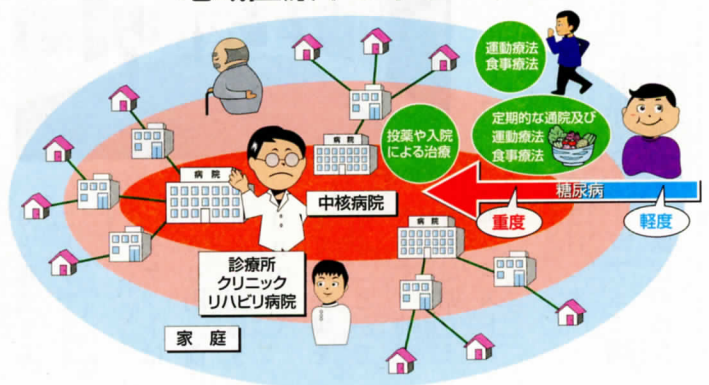 運動療法
食事療法
定期的な通院及び
運動療法
食事療法
投薬や入院
による治療
病院
病院
中核病院
糖尿病
重度
軽度
病院
診療所
クリニック
リハビリ病院
家庭